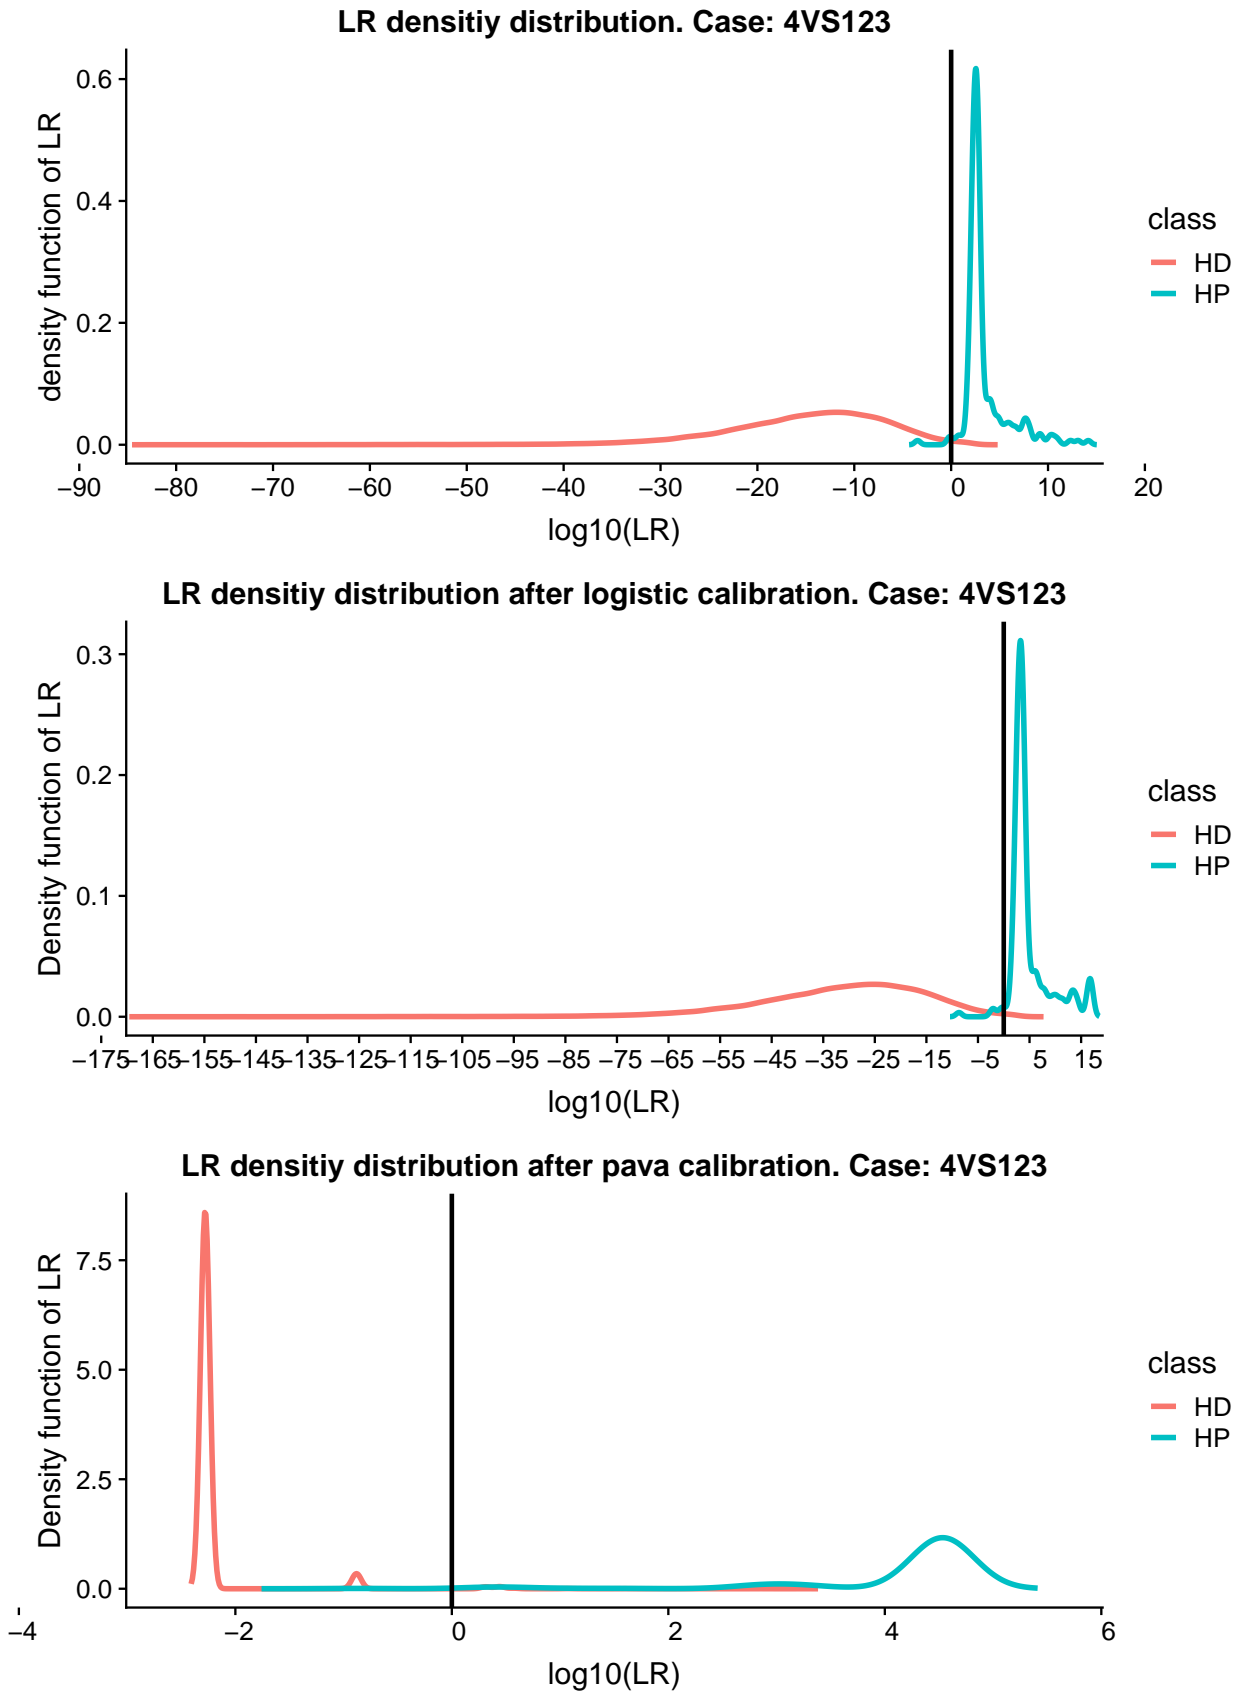 LR densitiy distribution. Case: 4VS123
density function of LR
0.6
0.4
0.2
0.0
−90 −80 −70 −60 −50 −40 −30 −20 −10 0 10 20
log10(LR)
class
HD
HP
LR densitiy distribution after logistic calibration. Case: 4VS123
Density function of LR
0.3
0.2
0.1
0.0
−175 −165 −155 −145 −135 −125 −115 −105 −95 −85 −75 −65 −55 −45 −35 −25 −15 −5 5 15
log10(LR)
class
HD
HP
LR densitiy distribution after pava calibration. Case: 4VS123
Density function of LR
7.5
5.0
2.5
0.0
−4 −2 0 2 4 6
log10(LR)
class
HD
HP